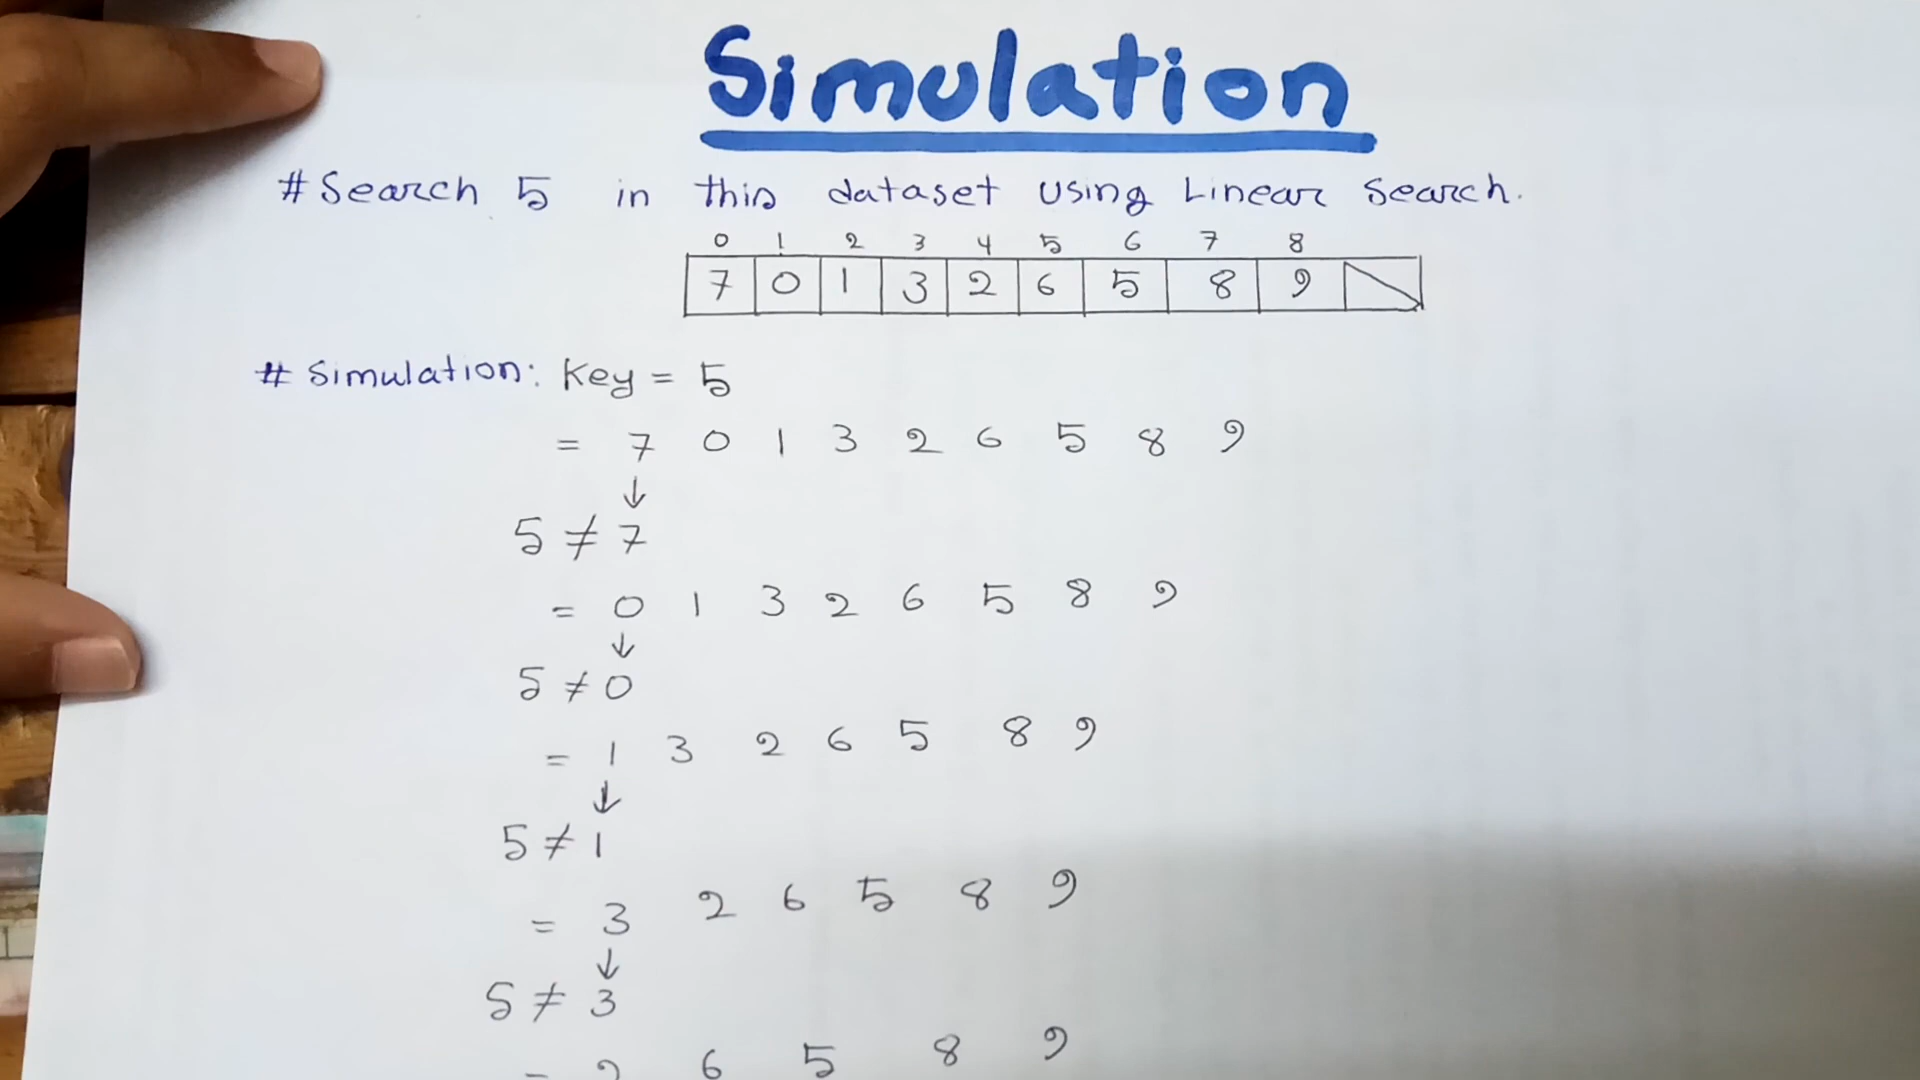 Simulation
# Search 5 in this dataset using Linear Search.
0 1 2 3 4 5 6 7 8
7 0 1 3 2 6 5 8 9
# Simulation: Key = 5
= 7 0 1 3 2 6 5 8 9
↓
5 ≠ 7
= 0 1 3 2 6 5 8 9
↓
5 ≠ 0
= 1 3 2 6 5 8 9
↓
5 ≠ 1
= 3 2 6 5 8 9
↓
5 ≠ 3
= 2 6 5 8 9